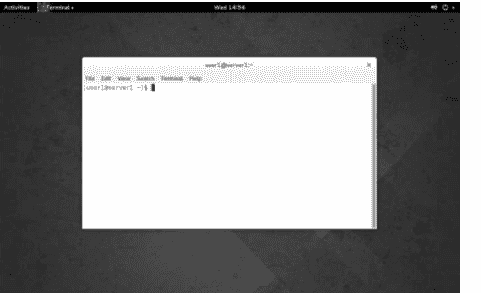 Activities Terminal Wed 14:54
user1@server1:~
File Edit View Search Terminal Help
[user1@server1 ~]$